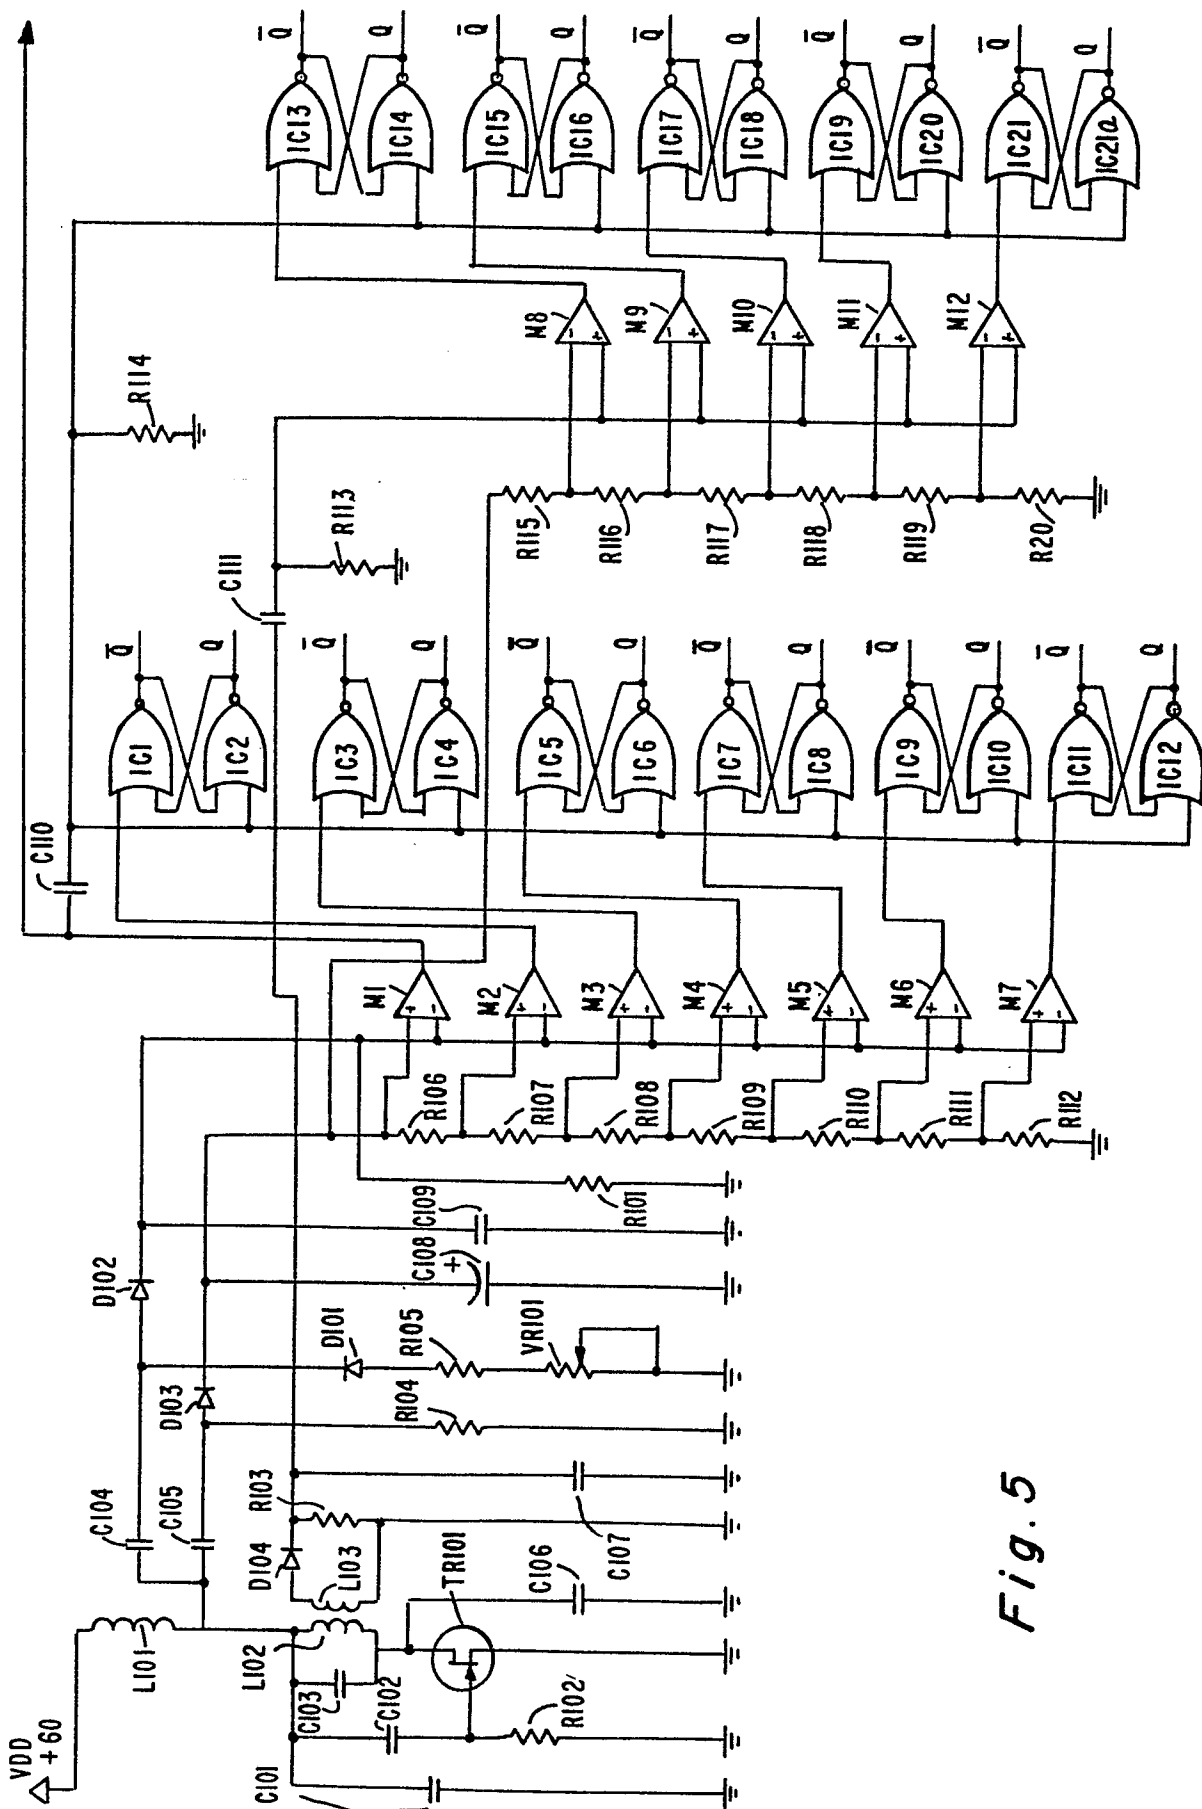 VDD
+60
L101
C101
C103
C102
L102
R102
TR101
L103
D104
R103
C106
C107
C104
C105
D103
R104
D102
D101
R105
VR101
C108
+
C109
R101
R106
R107
R108
R109
R110
R111
R112
M1
+
-
M2
+
-
M3
+
-
M4
+
-
M5
+
-
M6
+
-
M7
+
-
C110
IC1
Q̅
IC2
Q
IC3
Q̅
IC4
Q
IC5
Q̅
IC6
Q
IC7
Q̅
IC8
Q
IC9
Q̅
IC10
Q
IC11
Q̅
IC12
Q
C111
R113
R114
R115
R116
R117
R118
R119
R20
M8
-
+
M9
-
+
M10
-
+
M11
-
+
M12
-
+
IC13
Q̅
IC14
Q
IC15
Q̅
IC16
Q
IC17
Q̅
IC18
Q
IC19
Q̅
IC20
Q
IC21
Q̅
IC21a
Q
Fig. 5